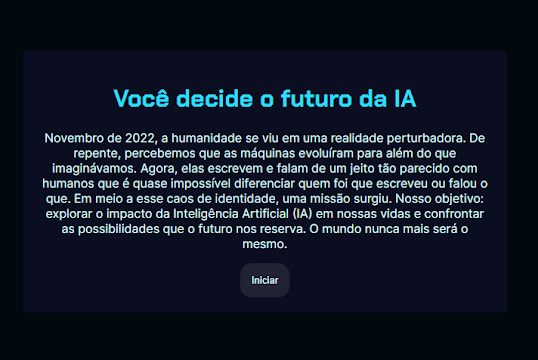 Você decide o futuro da IA
Novembro de 2022, a humanidade se viu em uma realidade perturbadora. De
repente, percebemos que as máquinas evoluíram para além do que
imaginávamos. Agora, elas escrevem e falam de um jeito tão parecido com
humanos que é quase impossível diferenciar quem foi que escreveu ou falou o
que. Em meio a esse caos de identidade, uma missão surgiu. Nosso objetivo:
explorar o impacto da Inteligência Artificial (IA) em nossas vidas e confrontar
as possibilidades que o futuro nos reserva. O mundo nunca mais será o
mesmo.
Iniciar